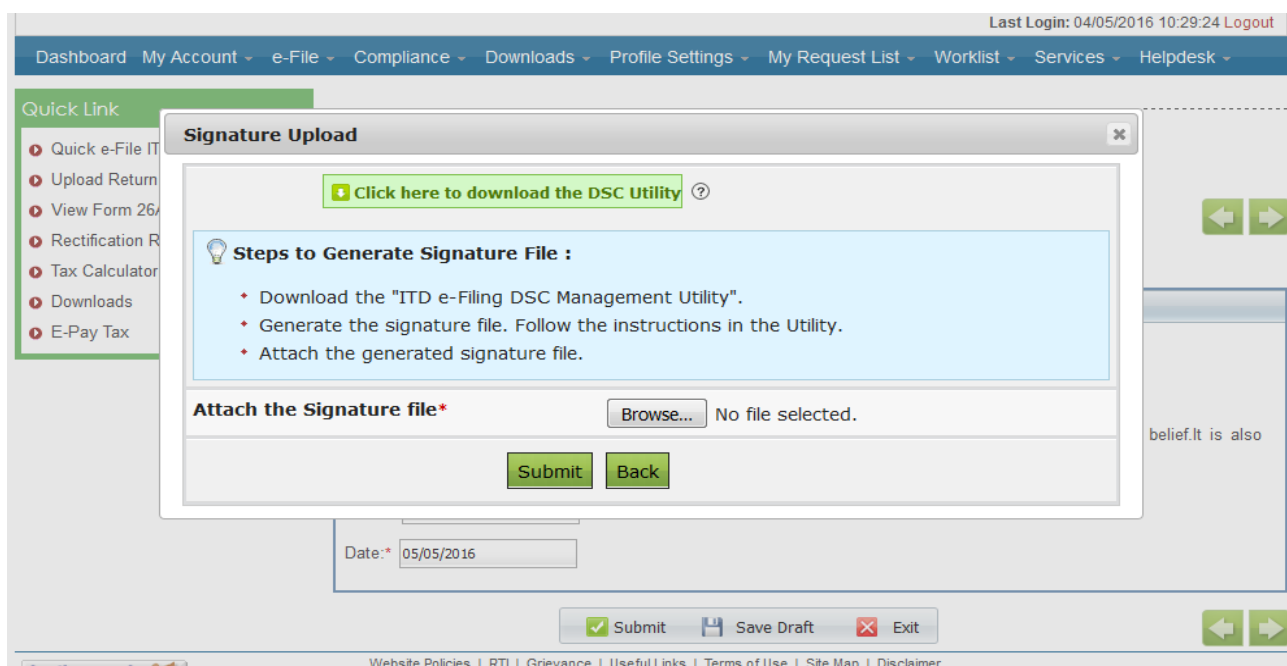 Last Login: 04/05/2016 10:29:24 Logout
Dashboard My Account e-File Compliance Downloads Profile Settings My Request List Worklist Services Helpdesk
Quick Link
Quick e-File IT
Upload Return
View Form 26A
Rectification R
Tax Calculator
Downloads
E-Pay Tax
Signature Upload
Click here to download the DSC Utility
Steps to Generate Signature File :
Download the "ITD e-Filing DSC Management Utility".
Generate the signature file. Follow the instructions in the Utility.
Attach the generated signature file.
Attach the Signature file* Browse... No file selected.
Submit Back
belief.It is also
Date:* 05/05/2016
Submit Save Draft Exit
Website Policies | RTI | Grievance | Useful Links | Terms of Use | Site Map | Disclaimer